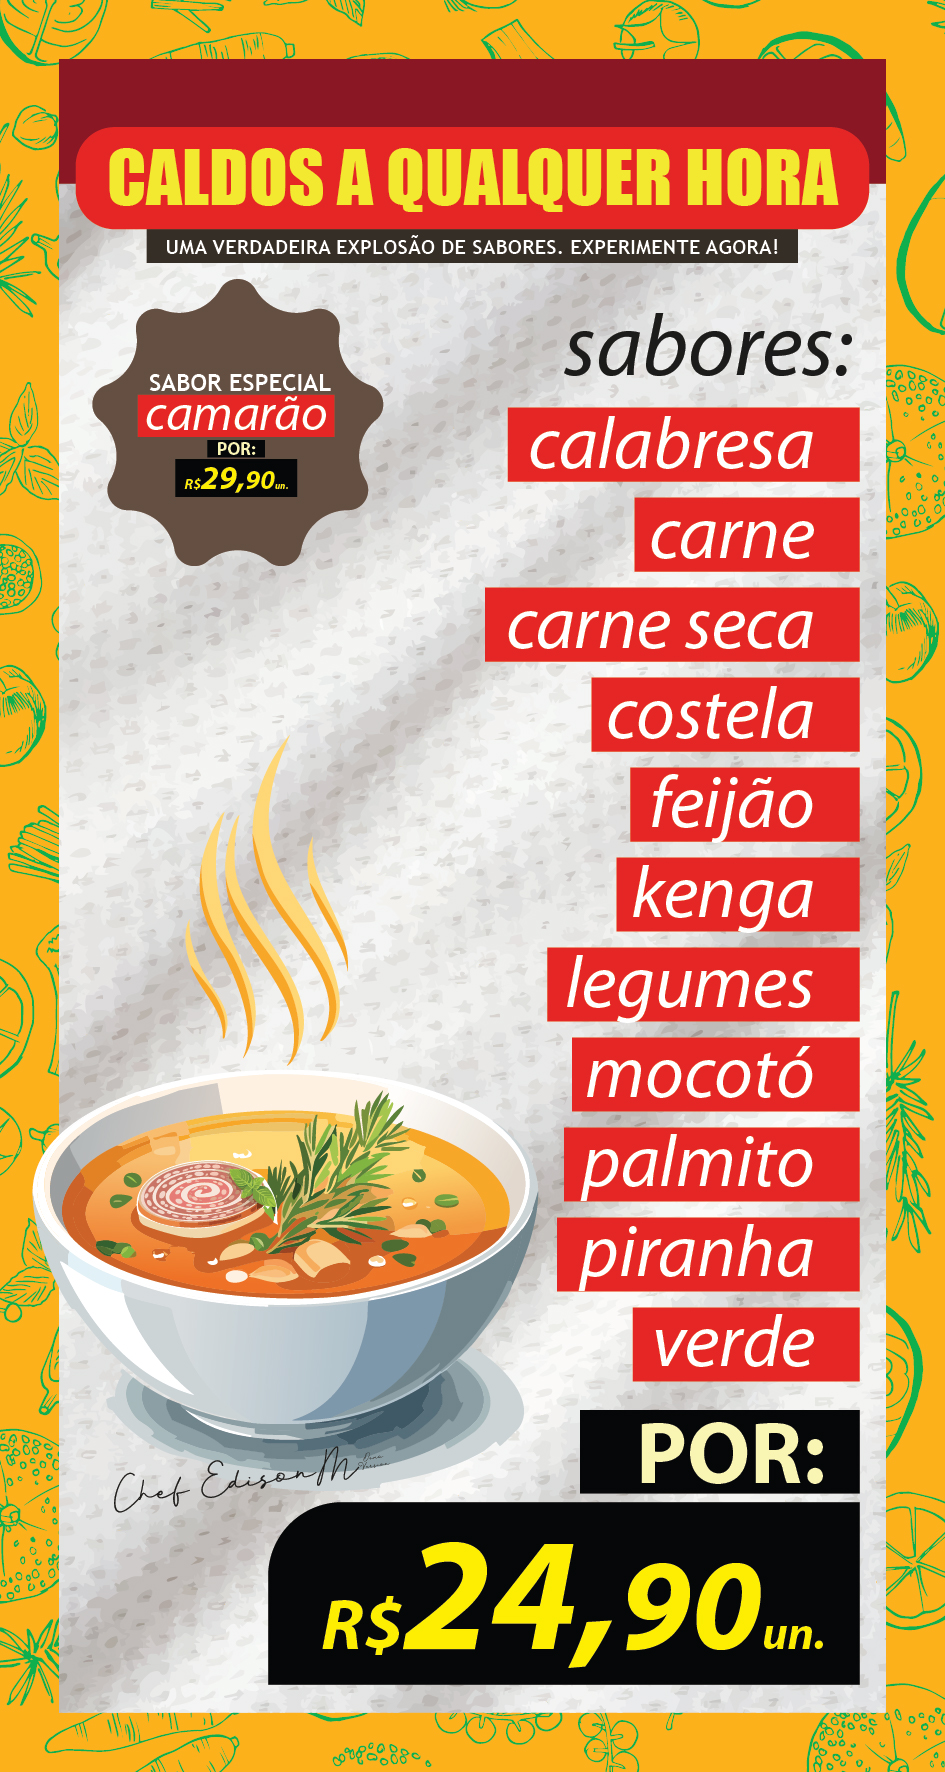 CALDOS A QUALQUER HORA
UMA VERDADEIRA EXPLOSÃO DE SABORES. EXPERIMENTE AGORA!
SABOR ESPECIAL
camarão
POR:
R$29,90un.
sabores:
calabresa
carne
carne seca
costela
feijão
kenga
legumes
mocotó
palmito
piranha
verde
Chef Edison M
POR:
R$24,90un.